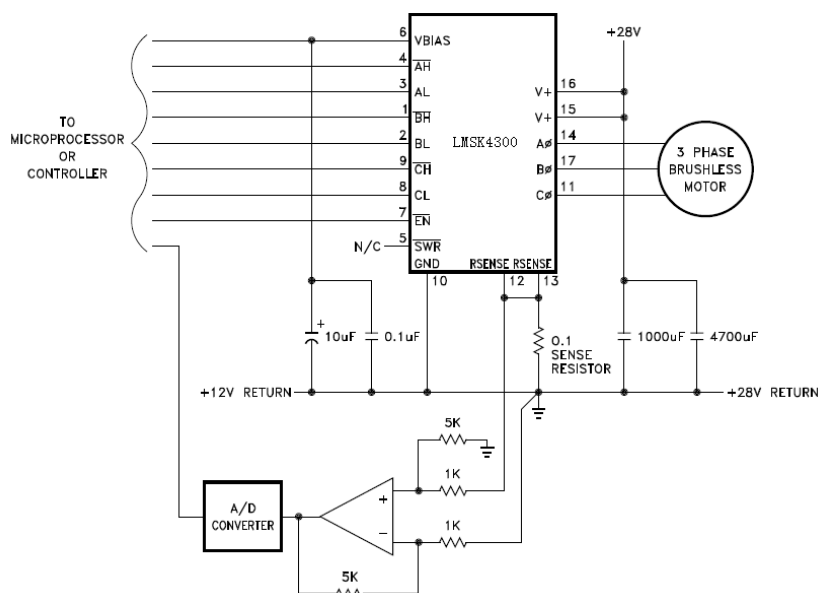 +28V
6
VBIAS
4
AH
3
AL
1
BH
2
BL
9
CH
8
CL
7
EN
N/C
5
SWR
GND
10
RSENSE RSENSE
12
13
LMSK4300
V+
16
V+
15
AØ
14
BØ
17
CØ
11
3 PHASE
BRUSHLESS
MOTOR
TO
MICROPROCESSOR
OR
CONTROLLER
+
10uF
0.1uF
0.1
SENSE
RESISTOR
1000uF
4700uF
+12V RETURN
+28V RETURN
5K
1K
+
1K
−
5K
A/D
CONVERTER